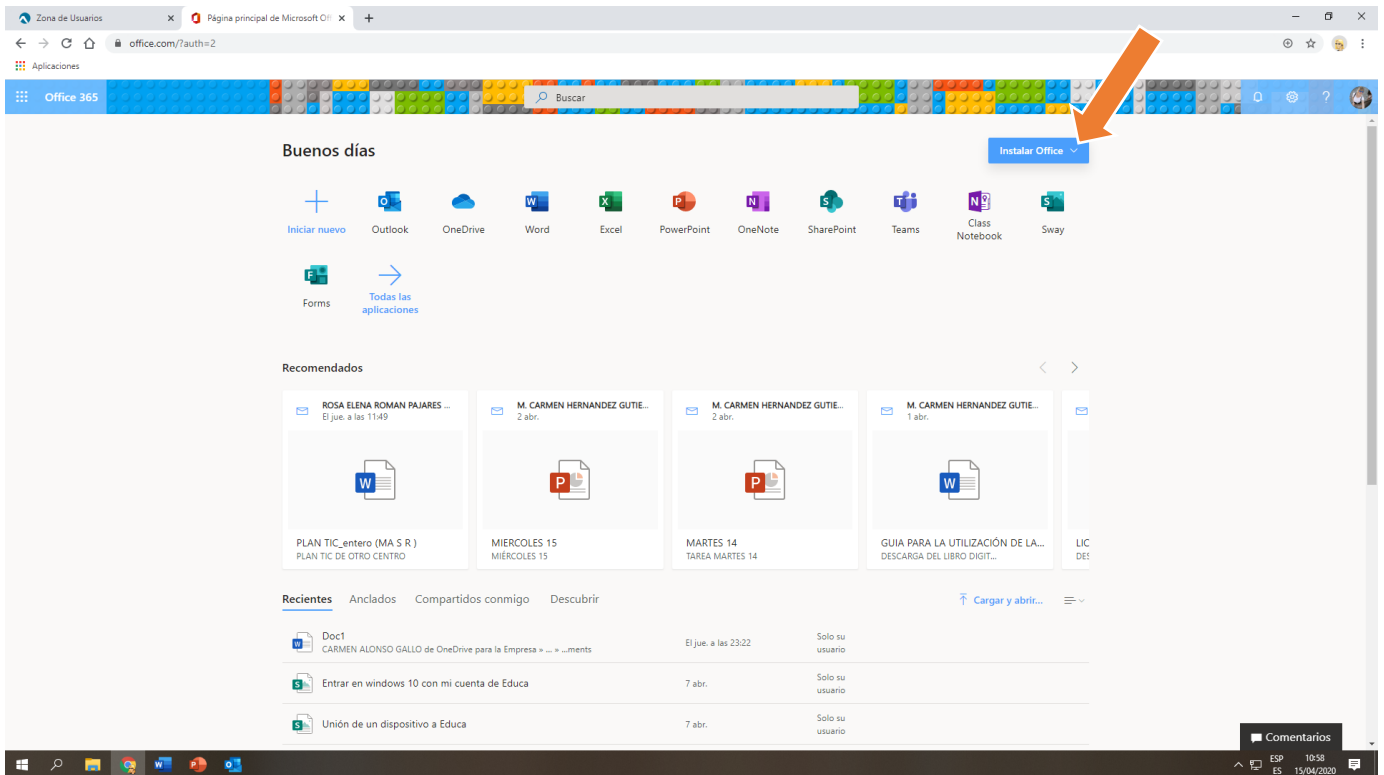 Zona de Usuarios
Página principal de Microsoft Of
office.com/?auth=2
Aplicaciones
Office 365
Buscar
?
Buenos días
Instalar Office
Iniciar nuevo
Outlook
OneDrive
Word
Excel
PowerPoint
OneNote
SharePoint
Teams
Class
Notebook
Sway
Forms
Todas las
aplicaciones
Recomendados
ROSA ELENA ROMAN PAJARES ...
El jue. a las 11:49
PLAN TIC_entero (MA S R )
PLAN TIC DE OTRO CENTRO
M. CARMEN HERNANDEZ GUTIE...
2 abr.
MIERCOLES 15
MIÉRCOLES 15
M. CARMEN HERNANDEZ GUTIE...
2 abr.
MARTES 14
TAREA MARTES 14
M. CARMEN HERNANDEZ GUTIE...
1 abr.
GUIA PARA LA UTILIZACIÓN DE LA...
DESCARGA DEL LIBRO DIGIT...
LIC
DES
Recientes Anclados Compartidos conmigo Descubrir
Cargar y abrir...
Doc1
CARMEN ALONSO GALLO de OneDrive para la Empresa » ... » ...ments
El jue. a las 23:22
Solo su
usuario
Entrar en windows 10 con mi cuenta de Educa
7 abr.
Solo su
usuario
Unión de un dispositivo a Educa
7 abr.
Solo su
usuario
Comentarios
ESP
ES
10:58
15/04/2020